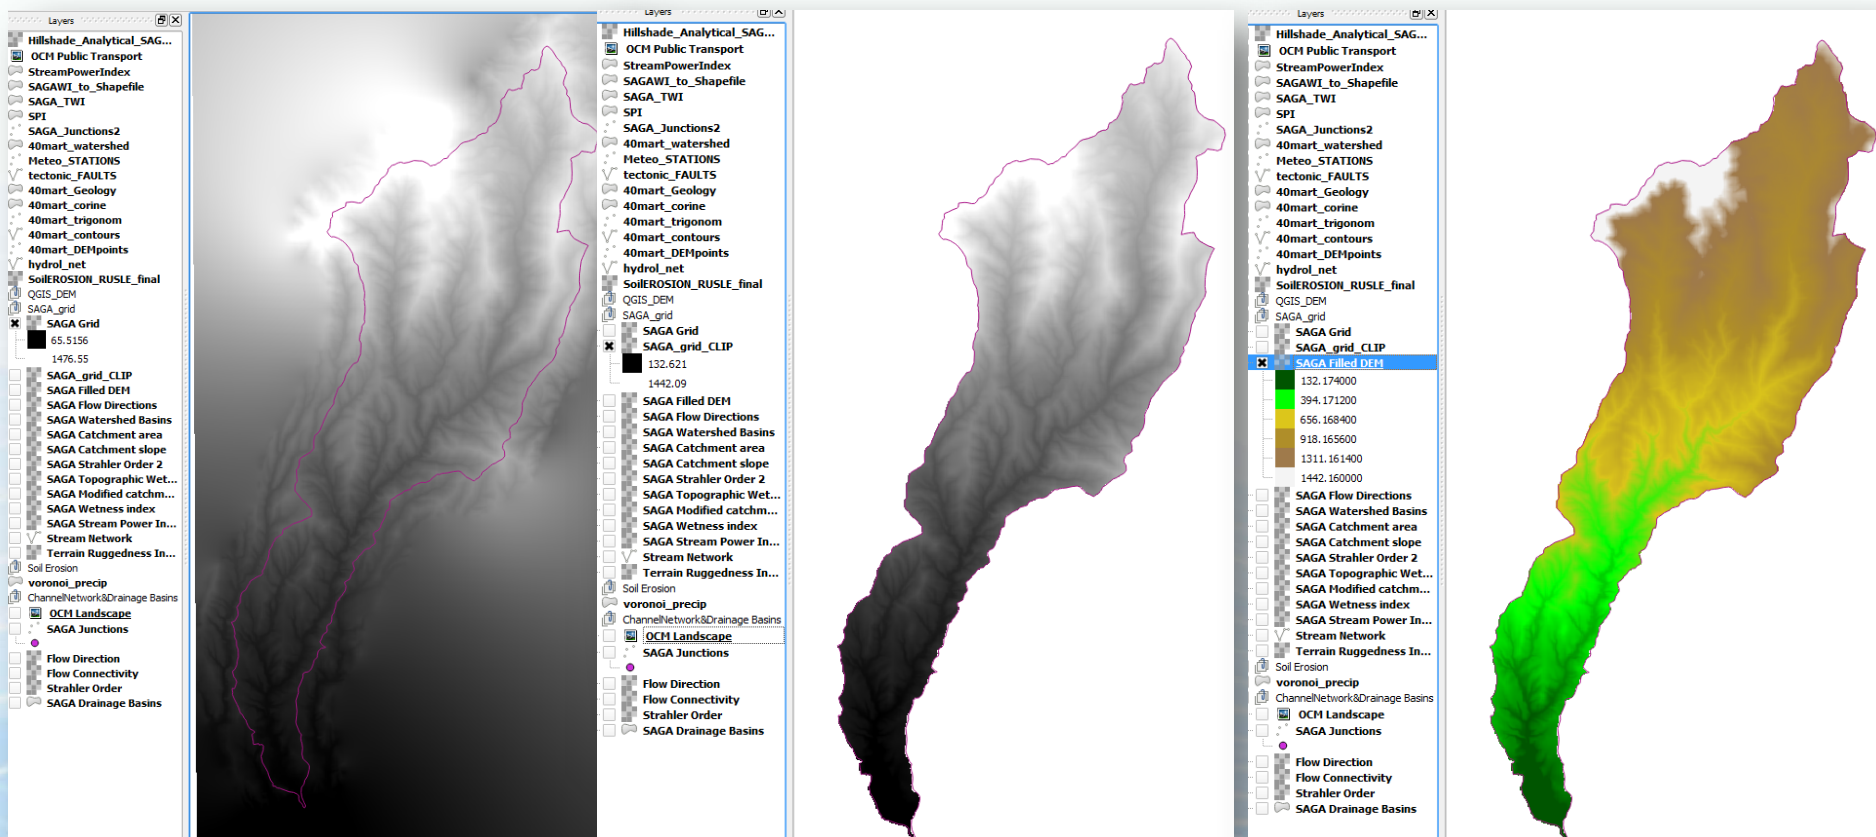 Layers
Hillshade_Analytical_SAG...
OCM Public Transport
StreamPowerIndex
SAGAWI_to_Shapefile
SAGA_TWI
SPI
SAGA_Junctions2
40mart_watershed
Meteo_STATIONS
tectonic_FAULTS
40mart_Geology
40mart_corine
40mart_trigonom
40mart_contours
40mart_DEMpoints
hydrol_net
SoilEROSION_RUSLE_final
QGIS_DEM
SAGA_grid
SAGA Grid
65.5156
1476.55
SAGA_grid_CLIP
SAGA Filled DEM
SAGA Flow Directions
SAGA Watershed Basins
SAGA Catchment area
SAGA Catchment slope
SAGA Strahler Order 2
SAGA Topographic Wet...
SAGA Modified catchm...
SAGA Wetness index
SAGA Stream Power In...
Stream Network
Terrain Ruggedness In...
Soil Erosion
voronoi_precip
ChannelNetwork&Drainage Basins
OCM Landscape
SAGA Junctions
Flow Direction
Flow Connectivity
Strahler Order
SAGA Drainage Basins
Layers
Hillshade_Analytical_SAG...
OCM Public Transport
StreamPowerIndex
SAGAWI_to_Shapefile
SAGA_TWI
SPI
SAGA_Junctions2
40mart_watershed
Meteo_STATIONS
tectonic_FAULTS
40mart_Geology
40mart_corine
40mart_trigonom
40mart_contours
40mart_DEMpoints
hydrol_net
SoilEROSION_RUSLE_final
QGIS_DEM
SAGA_grid
SAGA Grid
SAGA_grid_CLIP
132.621
1442.09
SAGA Filled DEM
SAGA Flow Directions
SAGA Watershed Basins
SAGA Catchment area
SAGA Catchment slope
SAGA Strahler Order 2
SAGA Topographic Wet...
SAGA Modified catchm...
SAGA Wetness index
SAGA Stream Power In...
Stream Network
Terrain Ruggedness In...
Soil Erosion
voronoi_precip
ChannelNetwork&Drainage Basins
OCM Landscape
SAGA Junctions
Flow Direction
Flow Connectivity
Strahler Order
SAGA Drainage Basins
Layers
Hillshade_Analytical_SAG...
OCM Public Transport
StreamPowerIndex
SAGAWI_to_Shapefile
SAGA_TWI
SPI
SAGA_Junctions2
40mart_watershed
Meteo_STATIONS
tectonic_FAULTS
40mart_Geology
40mart_corine
40mart_trigonom
40mart_contours
40mart_DEMpoints
hydrol_net
SoilEROSION_RUSLE_final
QGIS_DEM
SAGA_grid
SAGA Grid
SAGA_grid_CLIP
SAGA Filled DEM
132.174000
394.171200
656.168400
918.165600
1311.161400
1442.160000
SAGA Flow Directions
SAGA Watershed Basins
SAGA Catchment area
SAGA Catchment slope
SAGA Strahler Order 2
SAGA Topographic Wet...
SAGA Modified catchm...
SAGA Wetness index
SAGA Stream Power In...
Stream Network
Terrain Ruggedness In...
Soil Erosion
voronoi_precip
ChannelNetwork&Drainage Basins
OCM Landscape
SAGA Junctions
Flow Direction
Flow Connectivity
Strahler Order
SAGA Drainage Basins